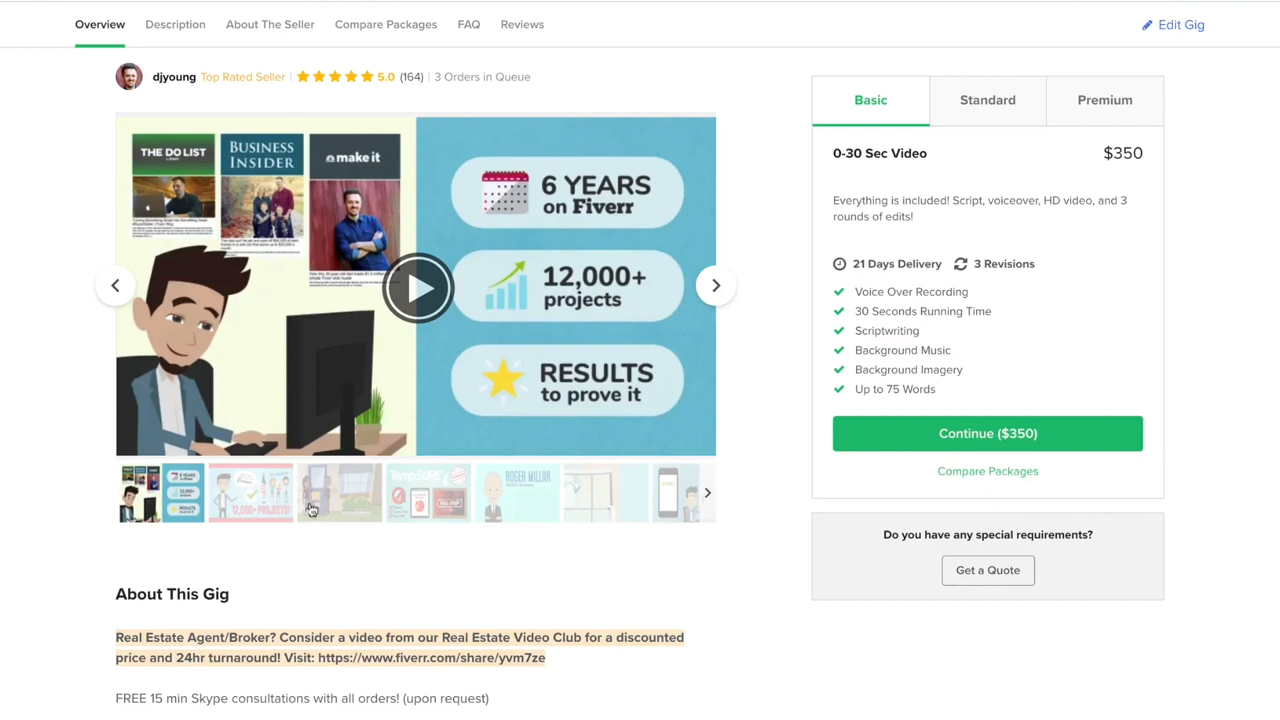 Overview Description About The Seller Compare Packages FAQ Reviews Edit Gig
djyoung Top Rated Seller 5.0 (164) 3 Orders in Queue
THE DO LIST
BUSINESS
INSIDER
make it
6 YEARS
on Fiverr
12,000+
projects
RESULTS
to prove it
ROGER MILLAR
12,000+ PROJECTS!
About This Gig
Real Estate Agent/Broker? Consider a video from our Real Estate Video Club for a discounted
price and 24hr turnaround! Visit: https://www.fiverr.com/share/yvm7ze
FREE 15 min Skype consultations with all orders! (upon request)
Basic Standard Premium
0-30 Sec Video $350
Everything is included! Script, voiceover, HD video, and 3
rounds of edits!
21 Days Delivery 3 Revisions
Voice Over Recording
30 Seconds Running Time
Scriptwriting
Background Music
Background Imagery
Up to 75 Words
Continue ($350)
Compare Packages
Do you have any special requirements?
Get a Quote